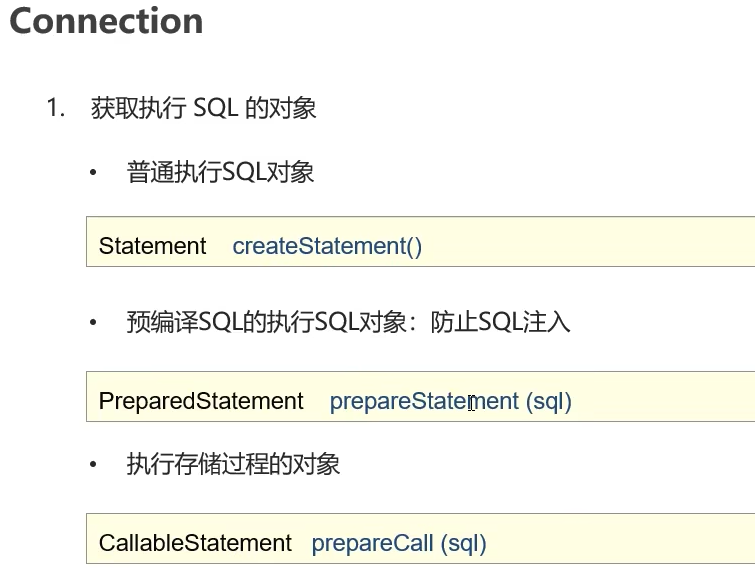 Connection
1. 获取执行 SQL 的对象
• 普通执行SQL对象
Statement createStatement()
• 预编译SQL的执行SQL对象：防止SQL注入
PreparedStatement prepareStatement (sql)
• 执行存储过程的对象
CallableStatement prepareCall (sql)